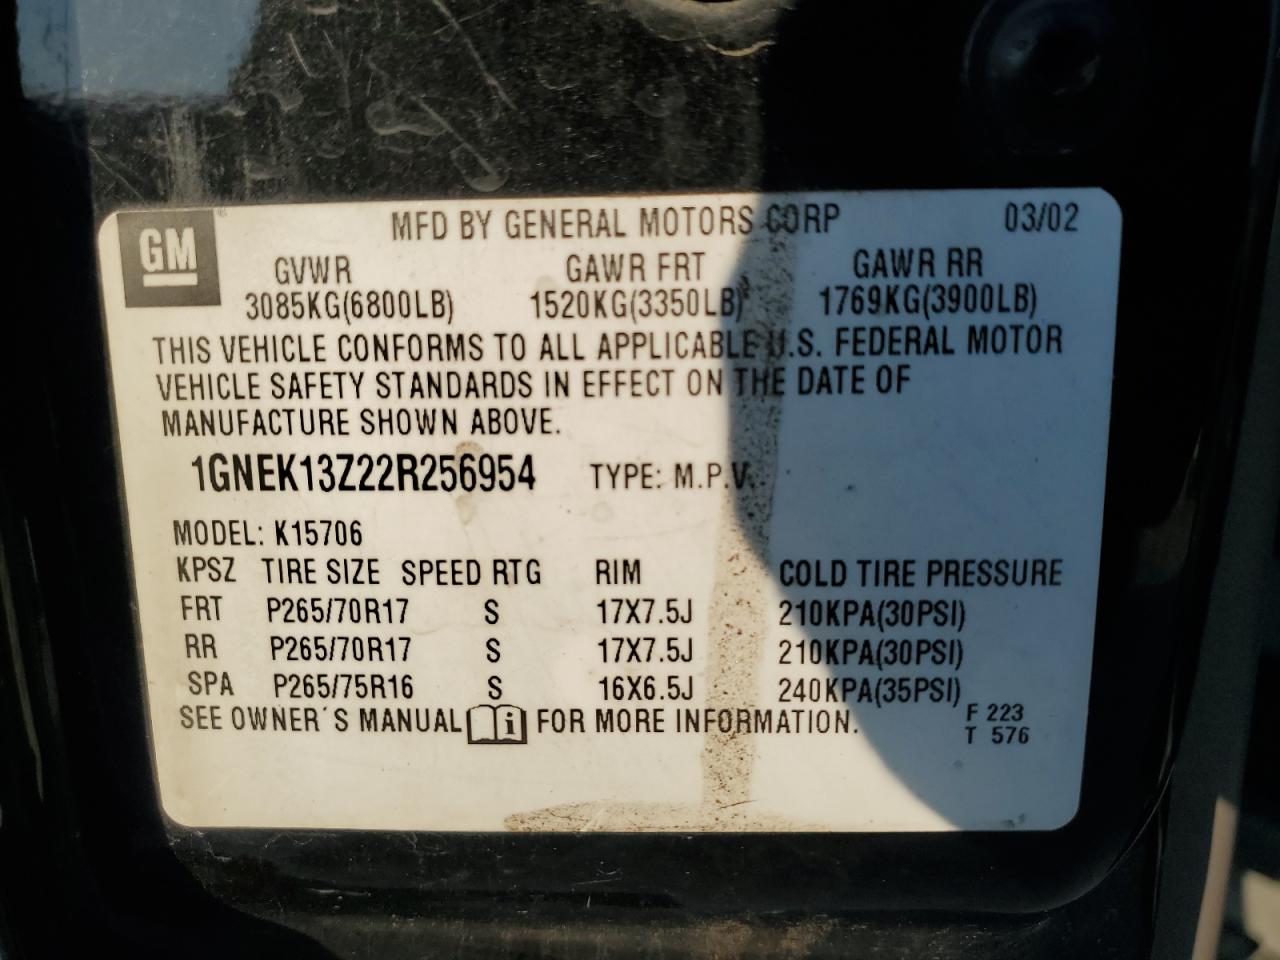 GM
MFD BY GENERAL MOTORS CORP 03/02
GVWR GAWR FRT GAWR RR
3085KG(6800LB) 1520KG(3350LB) 1769KG(3900LB)
THIS VEHICLE CONFORMS TO ALL APPLICABLE U.S. FEDERAL MOTOR
VEHICLE SAFETY STANDARDS IN EFFECT ON THE DATE OF
MANUFACTURE SHOWN ABOVE.
1GNEK13Z22R256954 TYPE: M.P.V.
MODEL: K15706
KPSZ TIRE SIZE SPEED RTG RIM COLD TIRE PRESSURE
FRT P265/70R17 S 17X7.5J 210KPA(30PSI)
RR P265/70R17 S 17X7.5J 210KPA(30PSI)
SPA P265/75R16 S 16X6.5J 240KPA(35PSI)
SEE OWNER´S MANUAL i FOR MORE INFORMATION. F 223
T 576